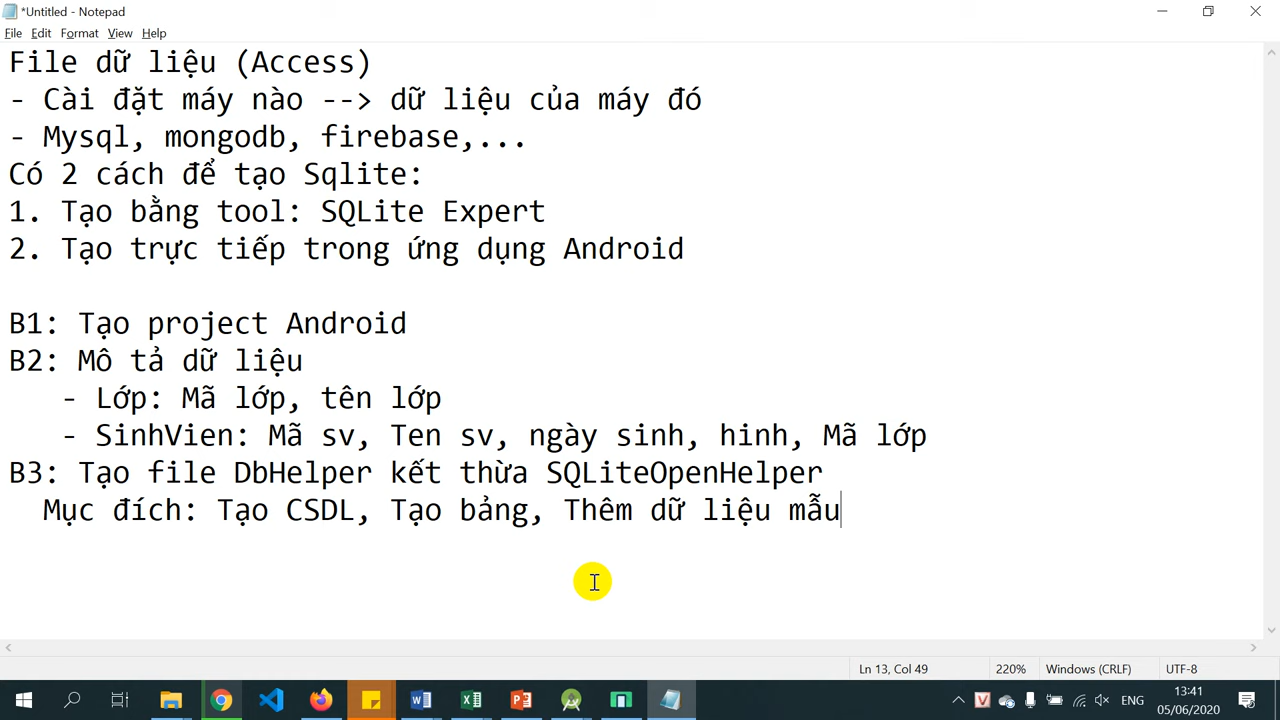 *Untitled - Notepad
File Edit Format View Help
File dữ liệu (Access)
- Cài đặt máy nào --> dữ liệu của máy đó
- Mysql, mongodb, firebase,...
Có 2 cách để tạo Sqlite:
1. Tạo bằng tool: SQLite Expert
2. Tạo trực tiếp trong ứng dụng Android
B1: Tạo project Android
B2: Mô tả dữ liệu
- Lớp: Mã lớp, tên lớp
- SinhVien: Mã sv, Ten sv, ngày sinh, hinh, Mã lớp
B3: Tạo file DbHelper kết thừa SQLiteOpenHelper
Mục đích: Tạo CSDL, Tạo bảng, Thêm dữ liệu mẫu
Ln 13, Col 49 220% Windows (CRLF) UTF-8
ENG
13:41
05/06/2020